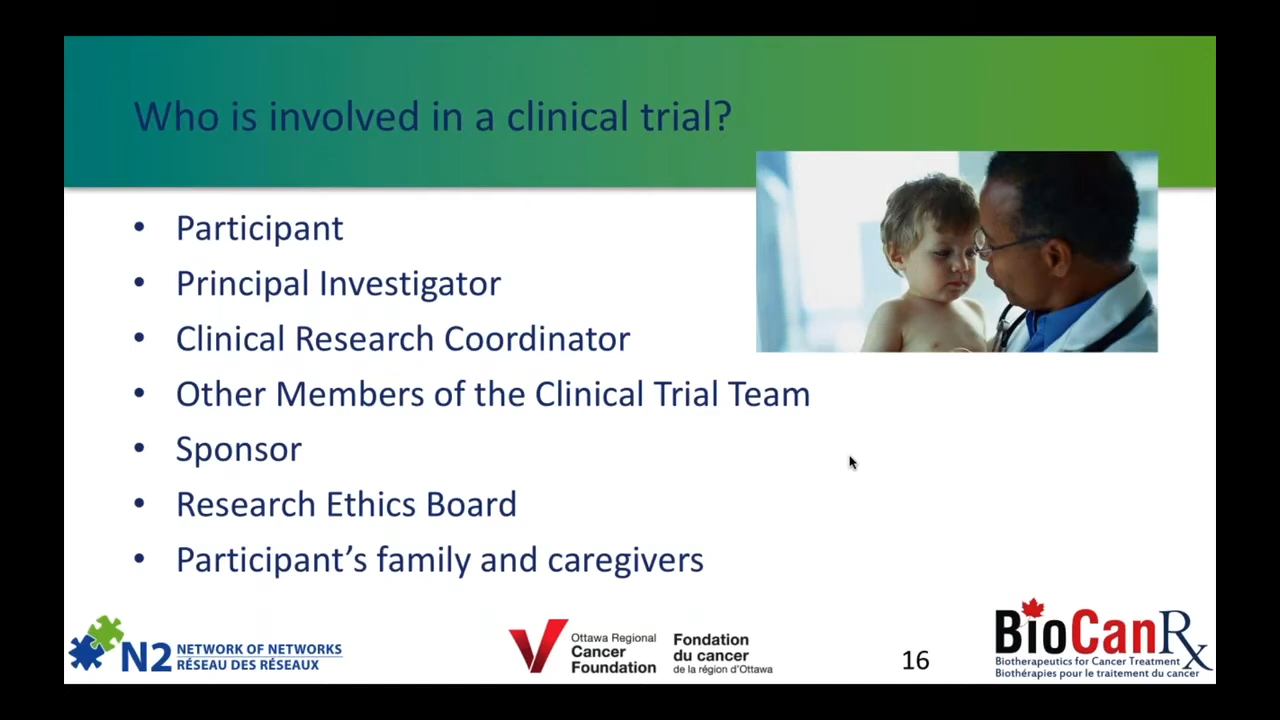 Who is involved in a clinical trial?
• Participant
• Principal Investigator
• Clinical Research Coordinator
• Other Members of the Clinical Trial Team
• Sponsor
• Research Ethics Board
• Participant’s family and caregivers
N2 NETWORK OF NETWORKS
RÉSEAU DES RÉSEAUX
Ottawa Regional
Cancer
Foundation
Fondation
du cancer
de la région d'Ottawa
16
BioCanRx
Biotherapeutics for Cancer Treatment
Biothérapies pour le traitement du cancer